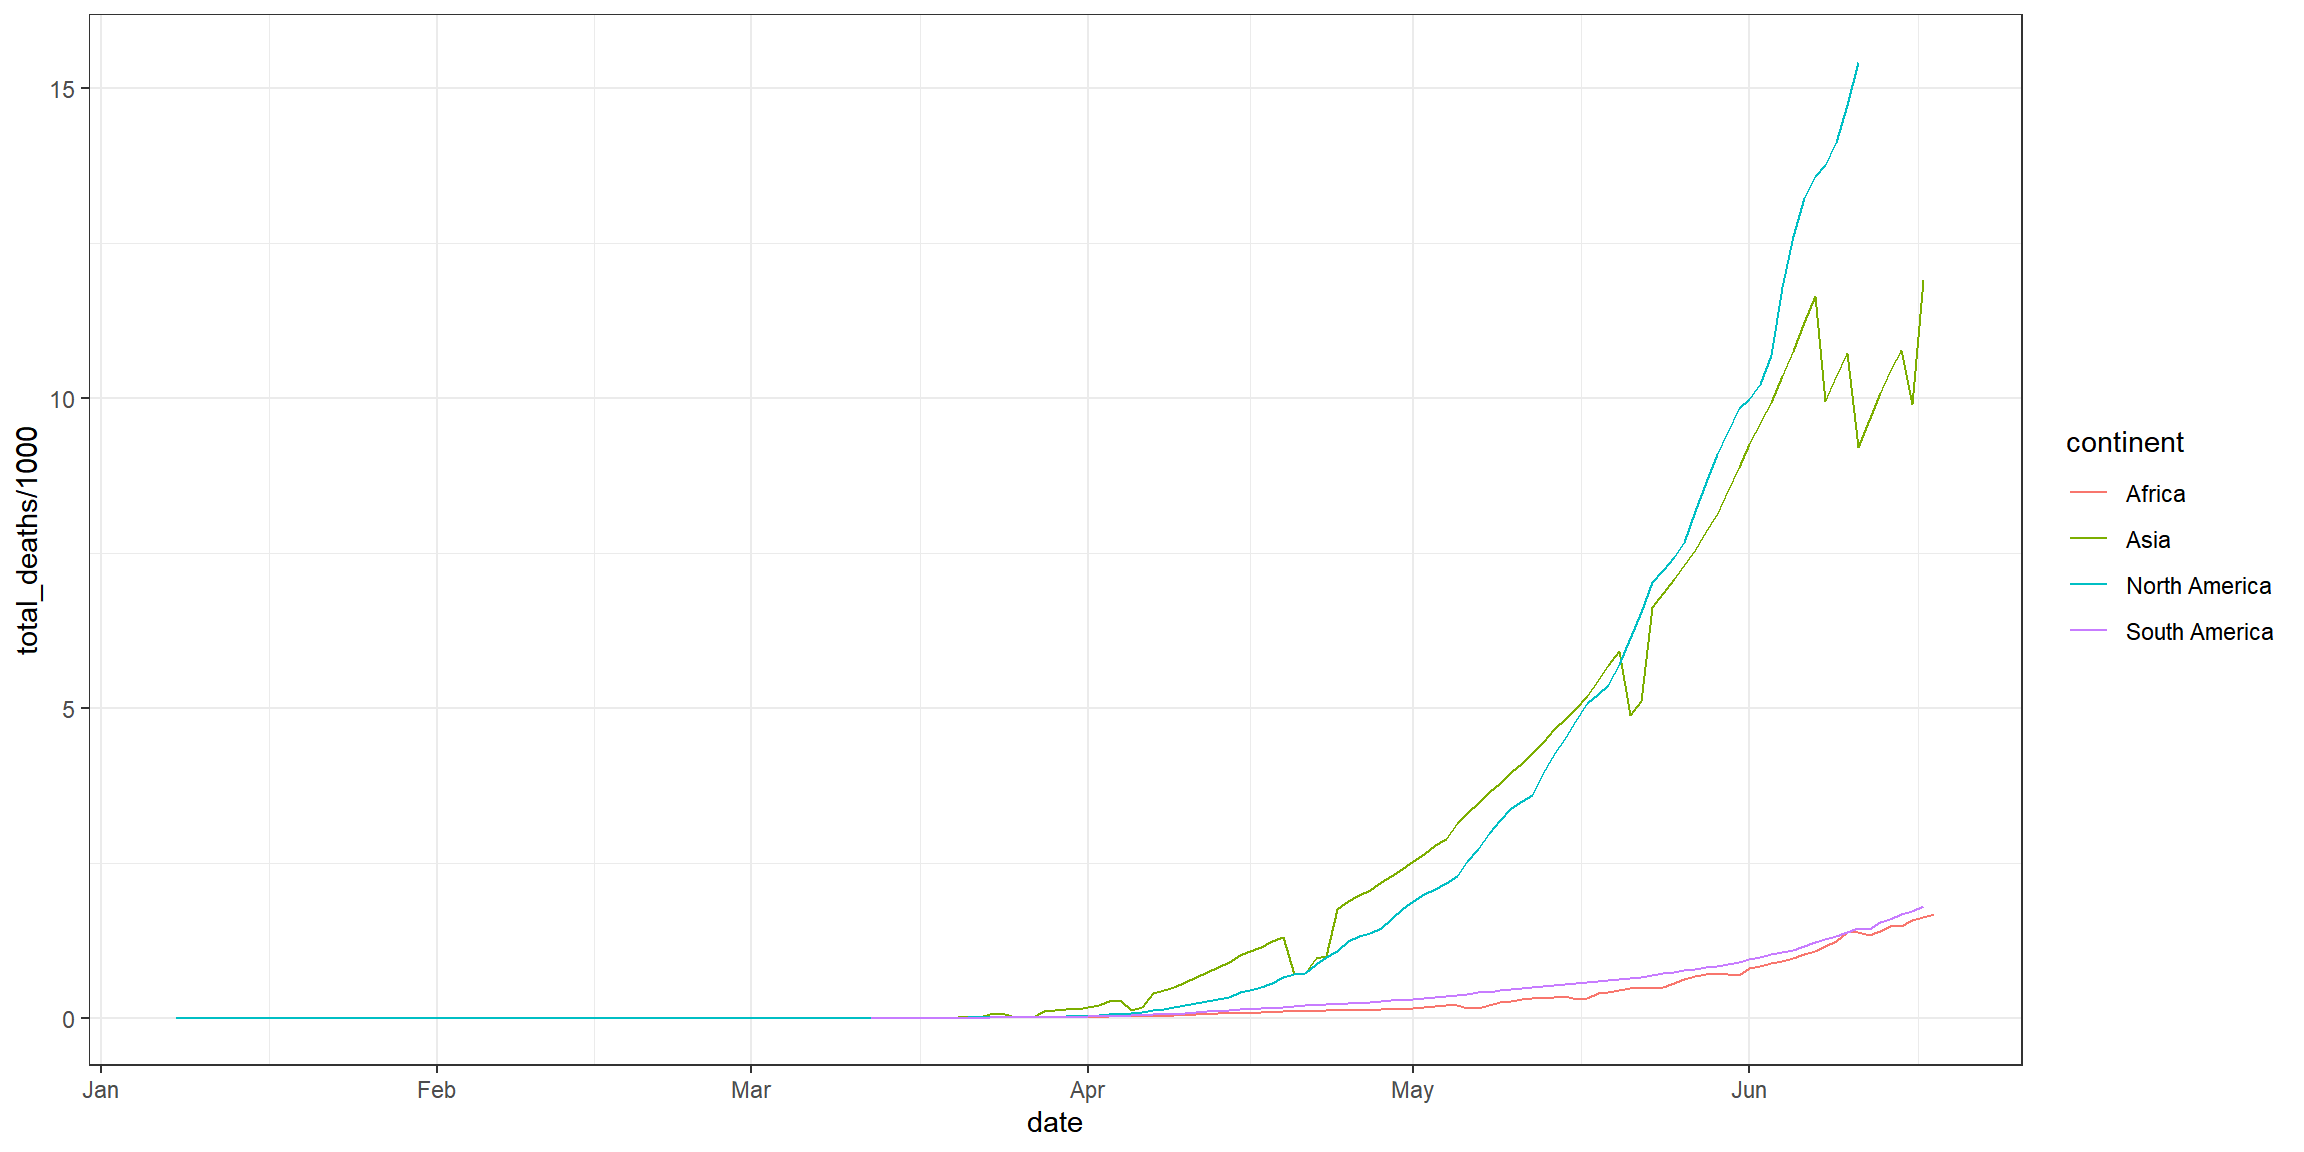 total_deaths/1000
15
10
5
0
Jan
Feb
Mar
Apr
May
Jun
date
continent
Africa
Asia
North America
South America